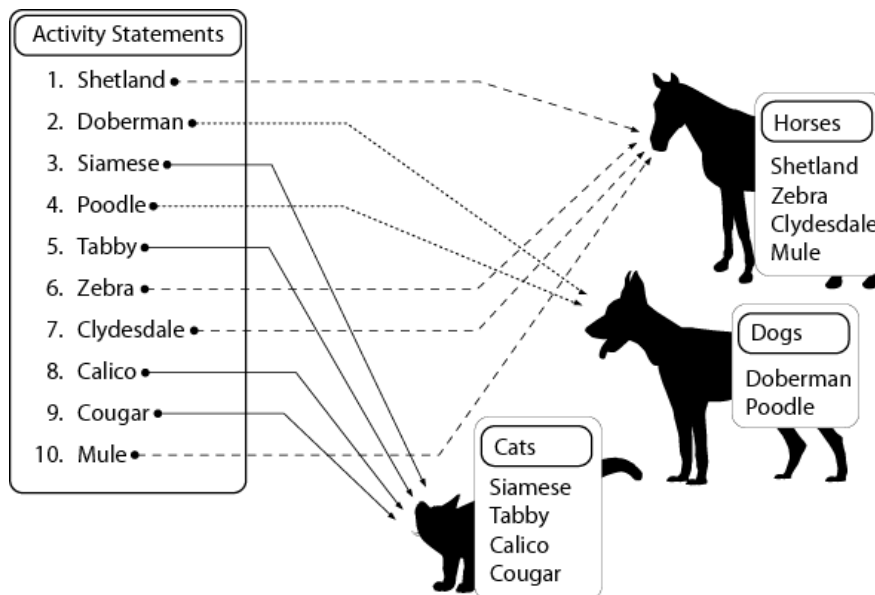 Activity Statements
1. Shetland
2. Doberman
3. Siamese
4. Poodle
5. Tabby
6. Zebra
7. Clydesdale
8. Calico
9. Cougar
10. Mule
Horses
Shetland
Zebra
Clydesdale
Mule
Dogs
Doberman
Poodle
Cats
Siamese
Tabby
Calico
Cougar